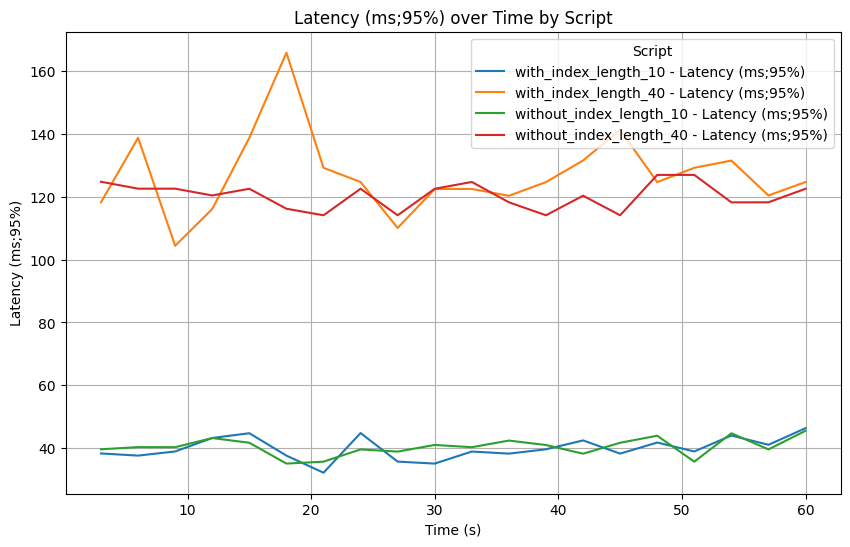 Latency (ms;95%) over Time by Script
Script
with_index_length_10 - Latency (ms;95%)
with_index_length_40 - Latency (ms;95%)
without_index_length_10 - Latency (ms;95%)
without_index_length_40 - Latency (ms;95%)
Latency (ms;95%)
160
140
120
100
80
60
40
10
20
30
40
50
60
Time (s)